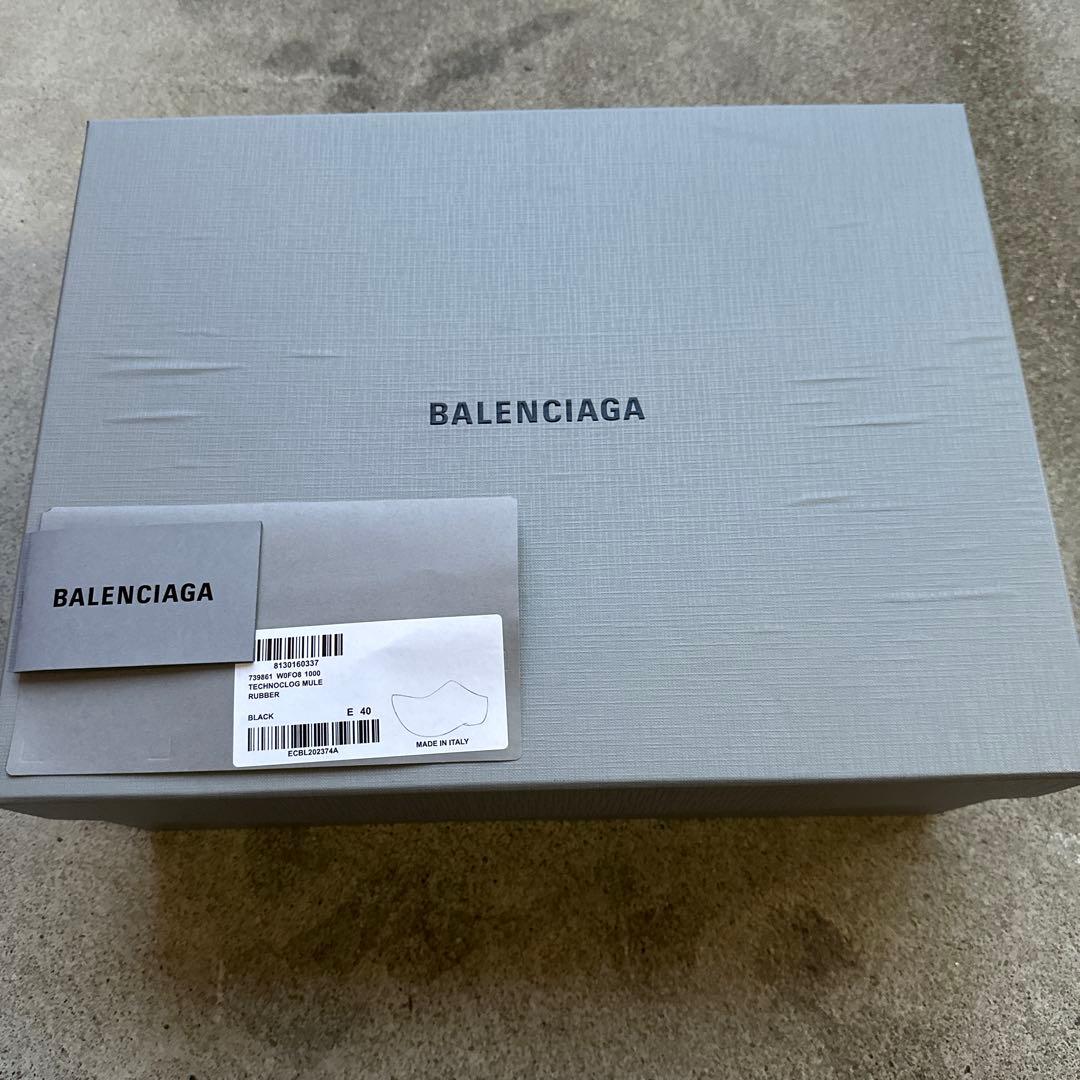 BALENCIAGA
BALENCIAGA
8130160337
739861 W0FO8 1000
TECHNOCLOG MULE
RUBBER
BLACK E 40
ECBL202374A
MADE IN ITALY